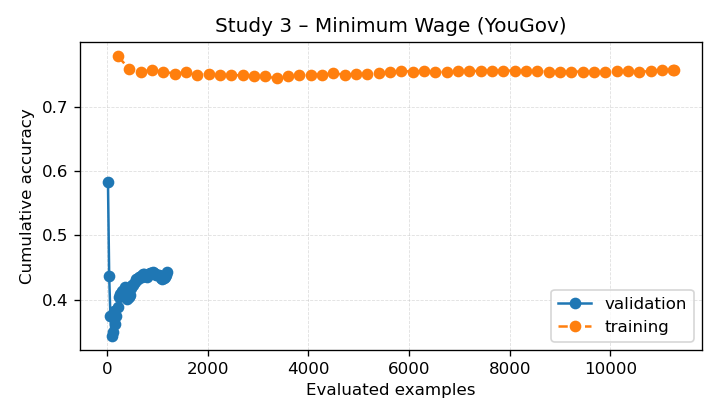 Study 3 – Minimum Wage (YouGov)
Cumulative accuracy
0.7
0.6
0.5
0.4
validation
training
0 2000 4000 6000 8000 10000
Evaluated examples